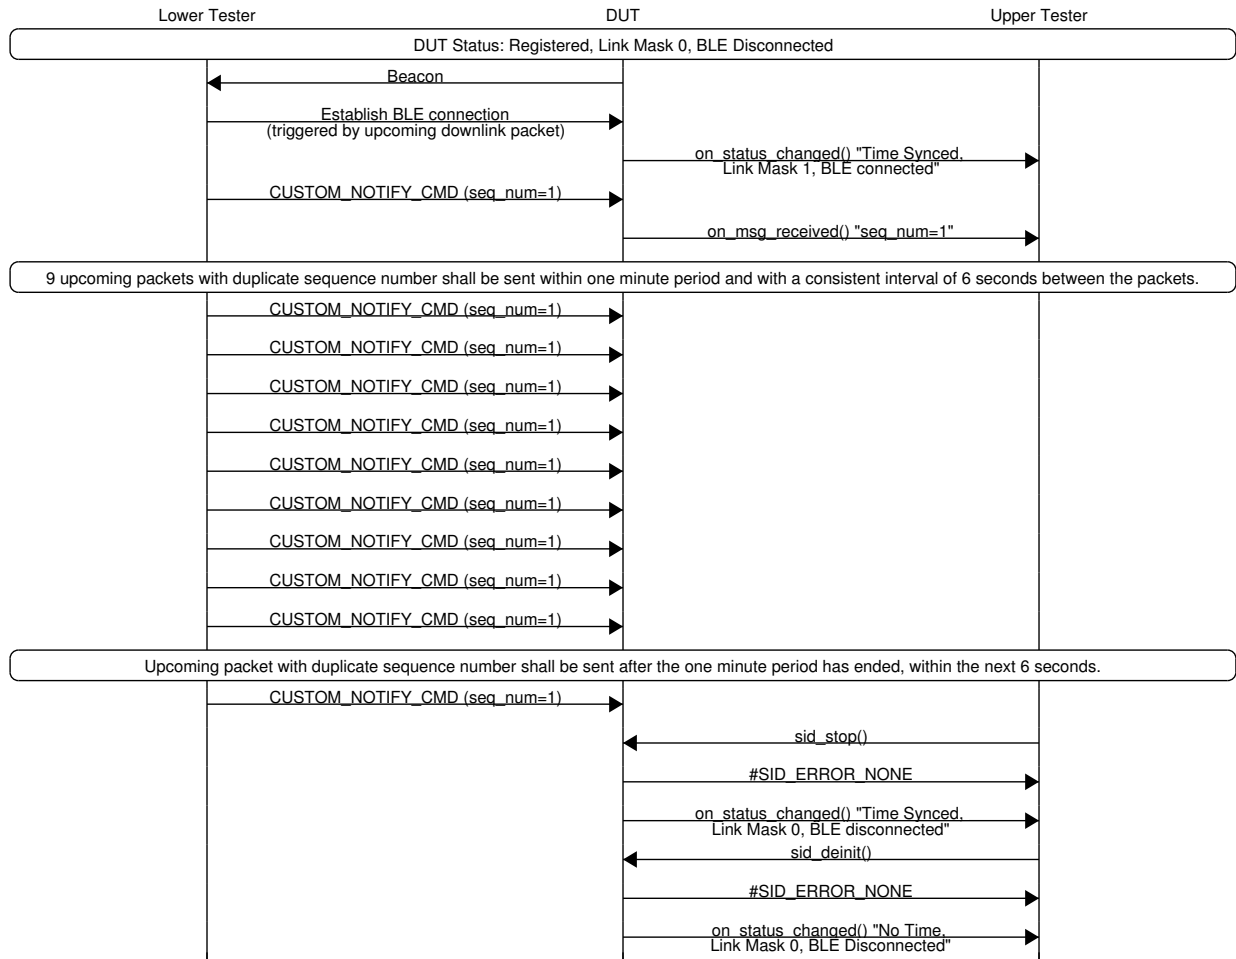 Lower Tester DUT Upper Tester
DUT Status: Registered, Link Mask 0, BLE Disconnected
Beacon
Establish BLE connection
(triggered by upcoming downlink packet)
on_status_changed() "Time Synced,
Link Mask 1, BLE connected"
CUSTOM_NOTIFY_CMD (seq_num=1)
on_msg_received() "seq_num=1"
9 upcoming packets with duplicate sequence number shall be sent within one minute period and with a consistent interval of 6 seconds between the packets.
CUSTOM_NOTIFY_CMD (seq_num=1)
CUSTOM_NOTIFY_CMD (seq_num=1)
CUSTOM_NOTIFY_CMD (seq_num=1)
CUSTOM_NOTIFY_CMD (seq_num=1)
CUSTOM_NOTIFY_CMD (seq_num=1)
CUSTOM_NOTIFY_CMD (seq_num=1)
CUSTOM_NOTIFY_CMD (seq_num=1)
CUSTOM_NOTIFY_CMD (seq_num=1)
CUSTOM_NOTIFY_CMD (seq_num=1)
Upcoming packet with duplicate sequence number shall be sent after the one minute period has ended, within the next 6 seconds.
CUSTOM_NOTIFY_CMD (seq_num=1)
sid_stop()
#SID_ERROR_NONE
on_status_changed() "Time Synced,
Link Mask 0, BLE disconnected"
sid_deinit()
#SID_ERROR_NONE
on_status_changed() "No Time,
Link Mask 0, BLE Disconnected"